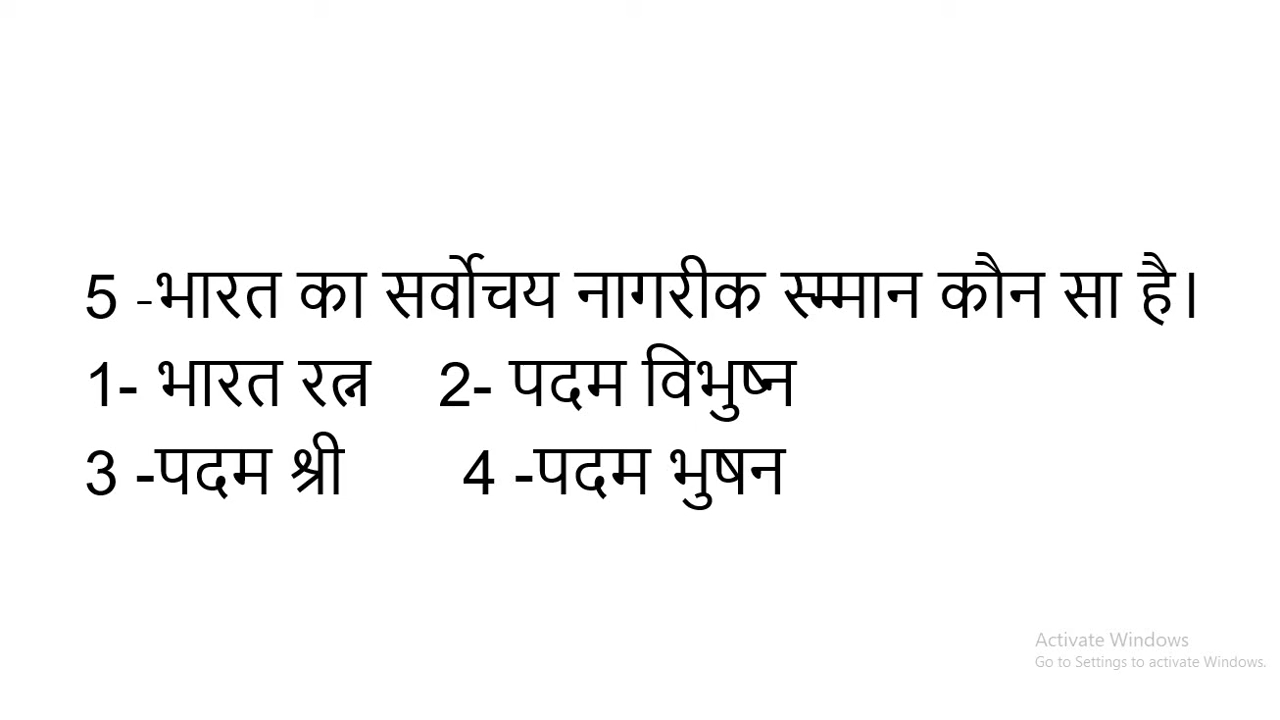 5 -भारत का सर्वोचय नागरीक स्म्मान कौन सा है।
1- भारत रत्न 2- पदम विभुष्न
3 -पदम श्री 4 -पदम भुषन
Activate Windows
Go to Settings to activate Windows.